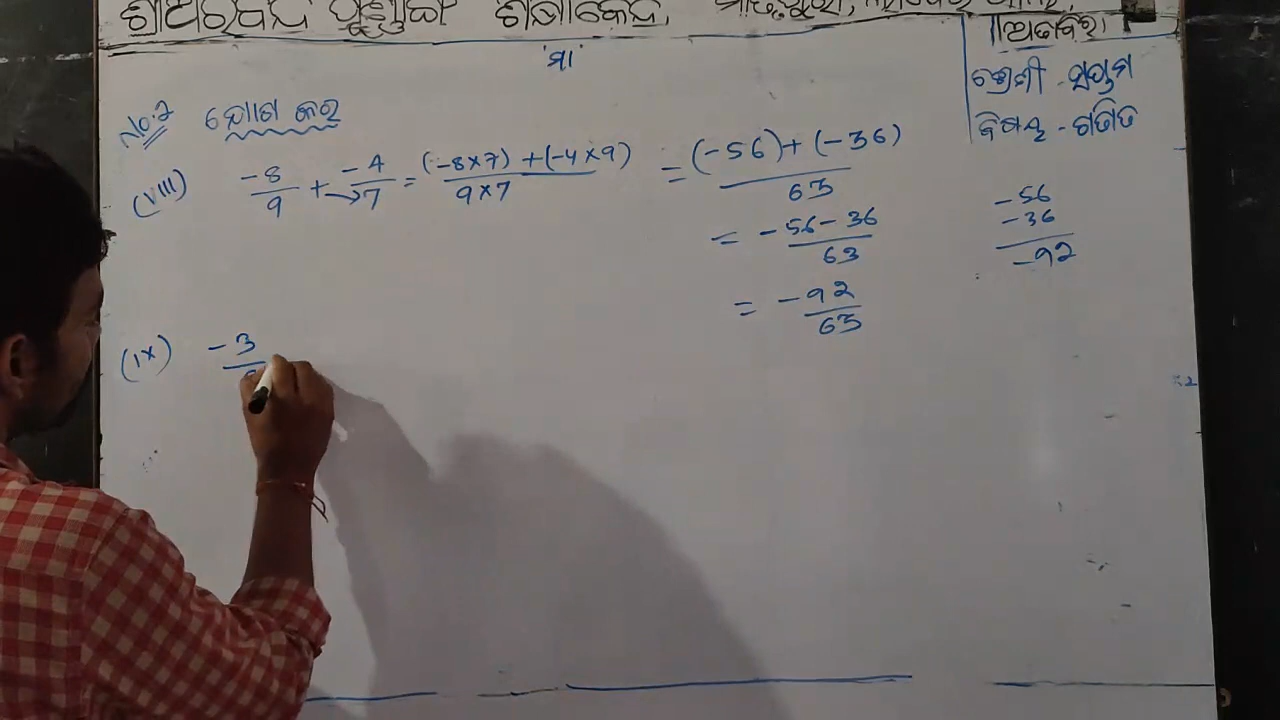 ଶ୍ରୀଅରବିନ୍ଦ ପୂର୍ଣ୍ଣାଙ୍ଗ ଶିକ୍ଷାକେନ୍ଦ୍ର,
ମା
ଶ୍ରେଣୀ - ସପ୍ତମ
ବିଷୟ - ଗଣିତ
No.2 ଯୋଗ କର
(VIII) -8/9 + -4/7 = (-8×7) + (-4×9) / 9×7 = (-56) + (-36) / 63
= -56-36 / 63
= -92 / 63
-56
-36
-92
(IX) -3